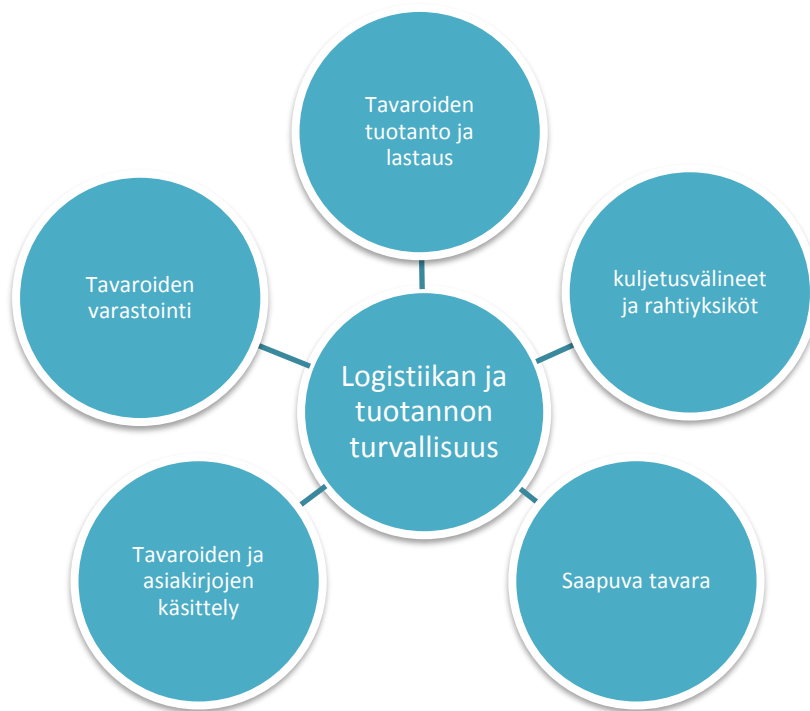 Tavaroiden
tuotanto ja
lastaus
kuljetusvälineet
ja rahtiyksiköt
Tavaroiden
varastointi
Logistiikan ja
tuotannon
turvallisuus
Tavaroiden ja
asiakirjojen
käsittely
Saapuva tavara